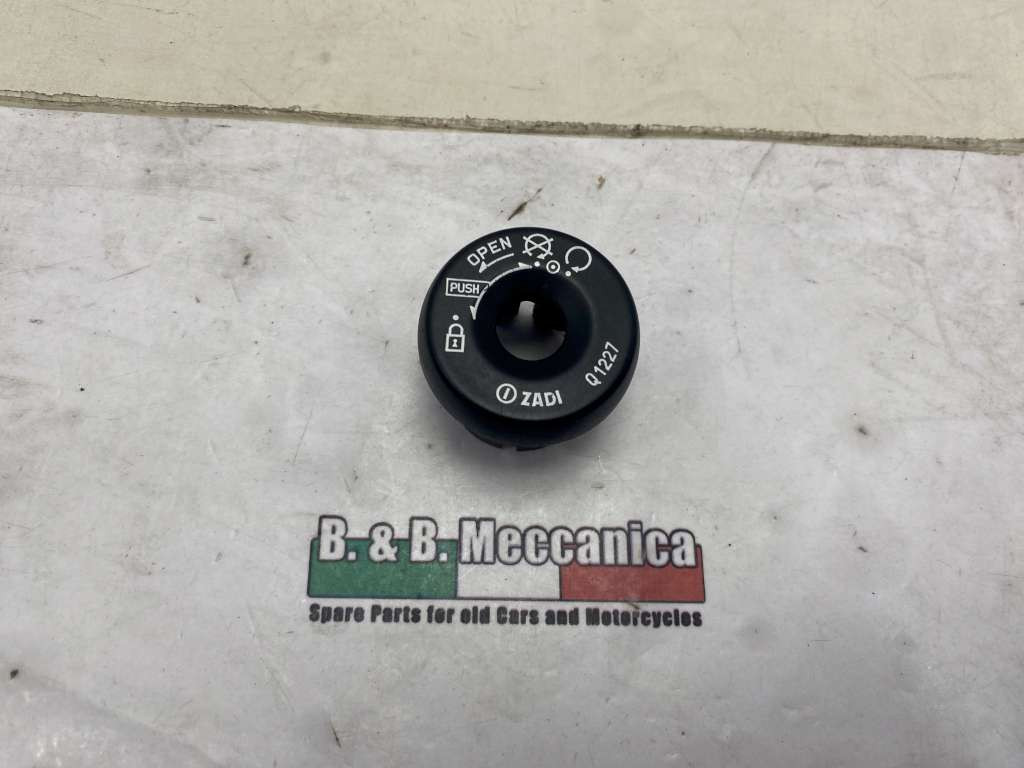 OPEN
PUSH
Q1227
ZADI
B. & B. Meccanica
Spare Parts for old Cars and Motorcycles